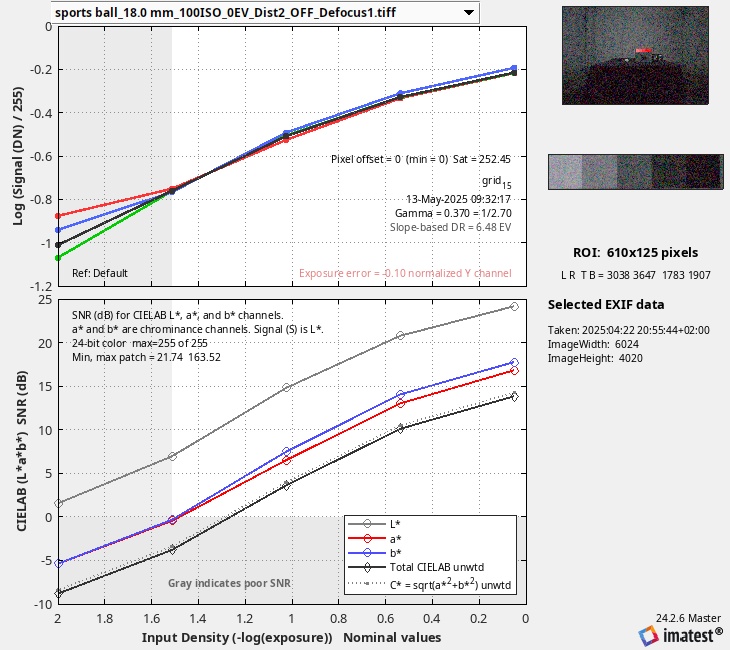 sports ball_18.0 mm_100ISO_0EV_Dist2_OFF_Defocus1.tiff
0
-0.2
-0.4
-0.6
-0.8
-1
-1.2
Log (Signal (DN) / 255)
Pixel offset = 0 (min = 0) Sat = 252.45
grid15
13-May-2025 09:32:17
Gamma = 0.370 = 1/2.70
Slope-based DR = 6.48 EV
Ref: Default
Exposure error = -0.10 normalized Y channel
ROI: 610x125 pixels
L R T B = 3038 3647 1783 1907
Selected EXIF data
Taken: 2025:04:22 20:55:44+02:00
ImageWidth: 6024
ImageHeight: 4020
25
20
15
10
5
0
-5
-10
CIELAB (L*a*b*) SNR (dB)
SNR (dB) for CIELAB L*, a*, and b* channels.
a* and b* are chrominance channels. Signal (S) is L*.
24-bit color max=255 of 255
Min, max patch = 21.74 163.52
L*
a*
b*
Total CIELAB unwtd
C* = sqrt(a*2+b*2) unwtd
Gray indicates poor SNR
2 1.8 1.6 1.4 1.2 1 0.8 0.6 0.4 0.2 0
Input Density (-log(exposure)) Nominal values
24.2.6 Master
imatest®